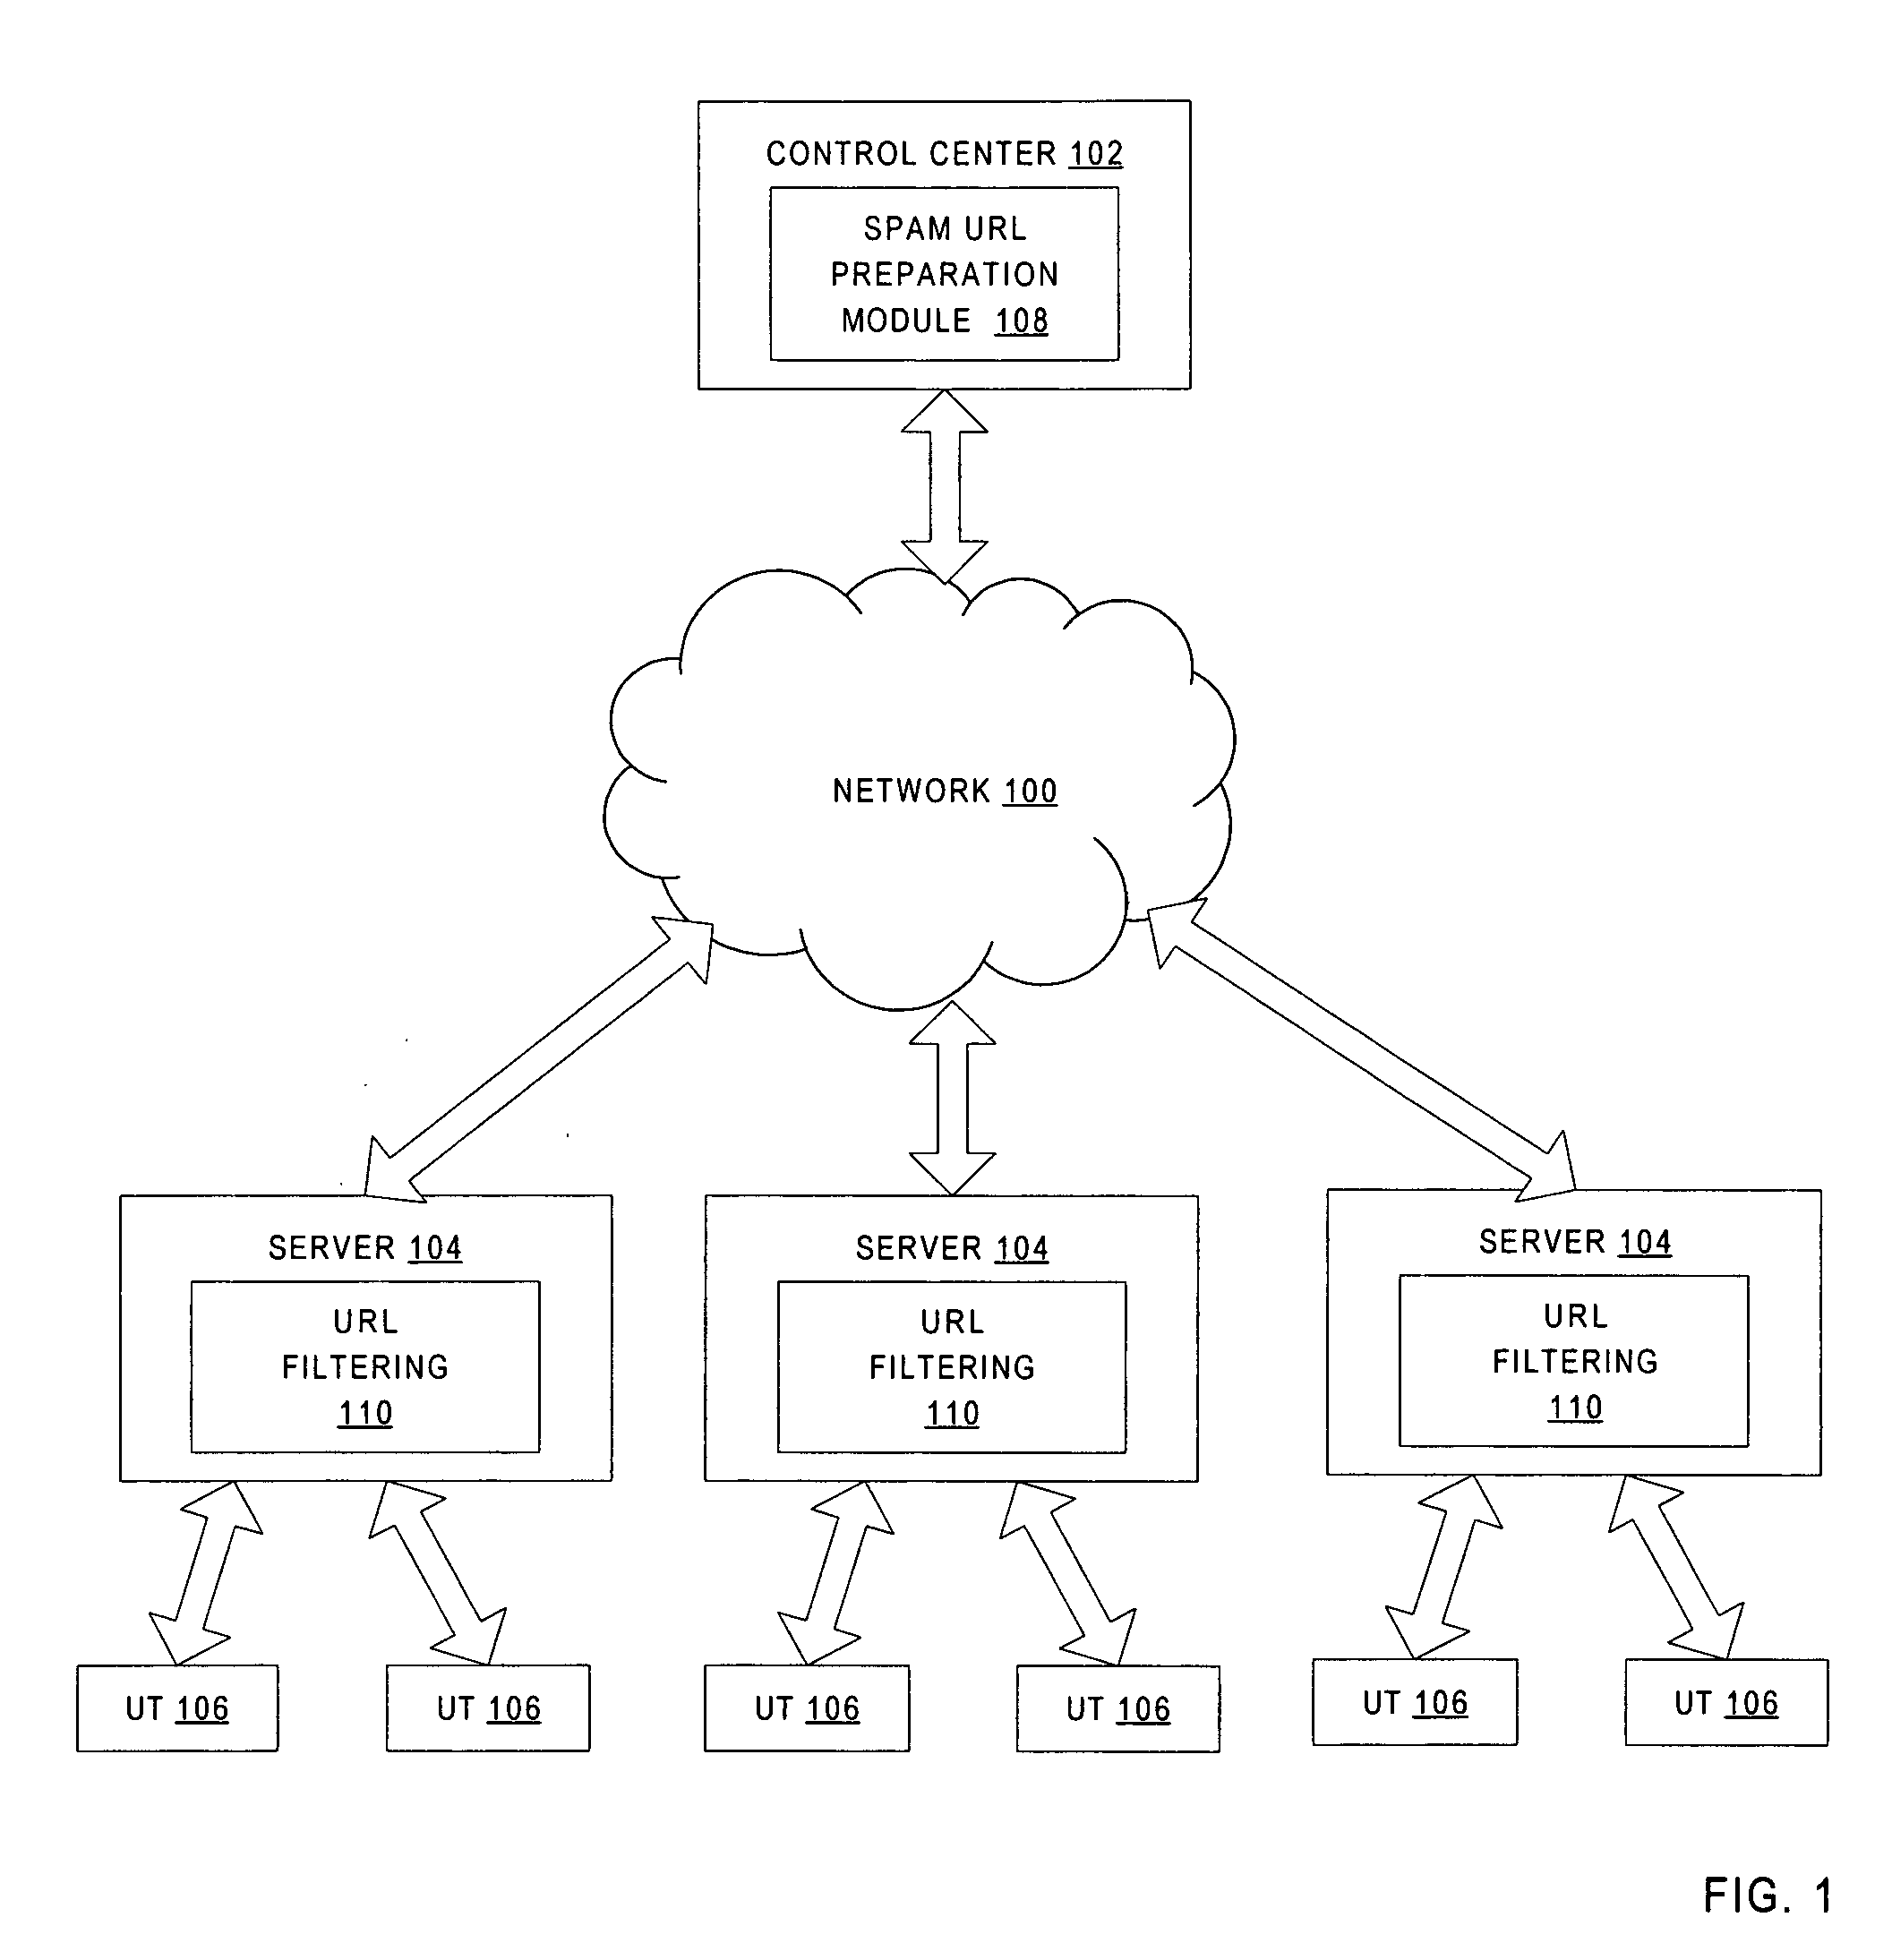 CONTROL CENTER 102
SPAM URL
PREPARATION
MODULE 108
NETWORK 100
SERVER 104
URL
FILTERING
110
SERVER 104
URL
FILTERING
110
SERVER 104
URL
FILTERING
110
UT 106
UT 106
UT 106
UT 106
UT 106
UT 106
FIG. 1